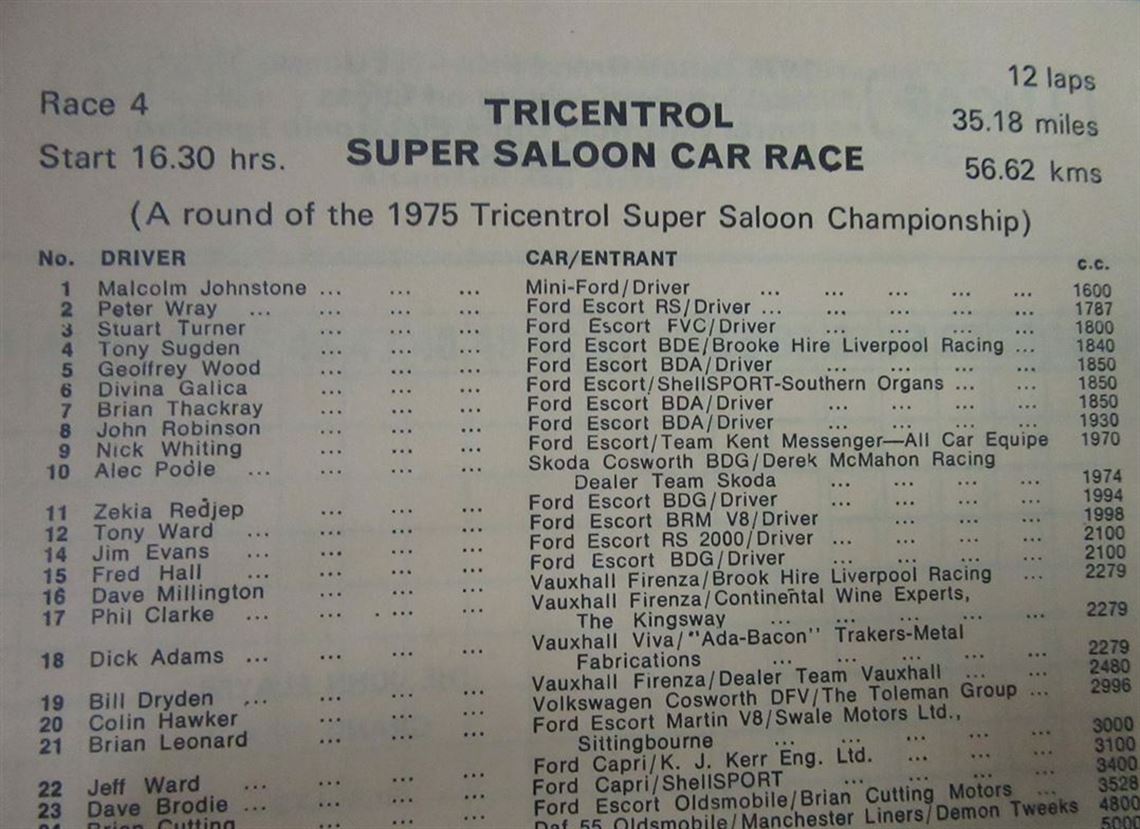 Race 4 TRICENTROL 12 laps
Start 16.30 hrs. SUPER SALOON CAR RACE 35.18 miles
56.62 kms
(A round of the 1975 Tricentrol Super Saloon Championship)
No. DRIVER CAR/ENTRANT c.c.
1 Malcolm Johnstone ... ... ... Mini-Ford/Driver ... ... ... ... ... 1600
2 Peter Wray ... ... ... Ford Escort RS/Driver ... ... ... ... ... 1787
3 Stuart Turner ... ... ... Ford Escort FVC/Driver ... ... ... ... 1800
4 Tony Sugden ... ... ... Ford Escort BDE/Brooke Hire Liverpool Racing ... 1840
5 Geoffrey Wood ... ... ... Ford Escort BDA/Driver ... ... ... ... 1850
6 Divina Galica ... ... ... Ford Escort/ShellSPORT-Southern Organs ... ... 1850
7 Brian Thackray ... ... ... Ford Escort BDA/Driver ... ... ... ... 1850
8 John Robinson ... ... ... Ford Escort BDA/Driver ... ... ... ... 1930
9 Nick Whiting ... ... ... Ford Escort/Team Kent Messenger—All Car Equipe 1970
10 Alec Poole ... ... ... ... Skoda Cosworth BDG/Derek McMahon Racing
Dealer Team Skoda ... ... ... ... 1974
11 Zekia Redjep ... ... ... Ford Escort BDG/Driver ... ... ... ... 1994
12 Tony Ward ... ... ... ... Ford Escort BRM V8/Driver ... ... ... 1998
14 Jim Evans ... ... ... ... Ford Escort RS 2000/Driver ... ... ... ... 2100
15 Fred Hall ... ... ... ... Ford Escort BDG/Driver ... ... ... ... 2100
16 Dave Millington ... ... ... Vauxhall Firenza/Brook Hire Liverpool Racing ... 2279
17 Phil Clarke ... ... ... ... Vauxhall Firenza/Continental Wine Experts,
The Kingsway ... ... ... ... ... 2279
18 Dick Adams ... ... ... ... Vauxhall Viva/"Ada-Bacon" Trakers-Metal
Fabrications ... ... ... ... 2279
19 Bill Dryden ... ... ... ... Vauxhall Firenza/Dealer Team Vauxhall ... ... 2480
20 Colin Hawker ... ... ... Volkswagen Cosworth DFV/The Toleman Group ... 2996
21 Brian Leonard ... ... ... Ford Escort Martin V8/Swale Motors Ltd.,
Sittingbourne ... ... ... ... ... 3000
22 Jeff Ward ... ... ... ... Ford Capri/K. J. Kerr Eng. Ltd. ... ... ... 3100
23 Dave Brodie ... ... ... ... Ford Capri/ShellSPORT ... ... ... ... 3400
Brian Cutting ... ... ... Ford Escort Oldsmobile/Brian Cutting Motors ... 3528
Daf 55 Oldsmobile/Manchester Liners/Demon Tweeks 4800
5000